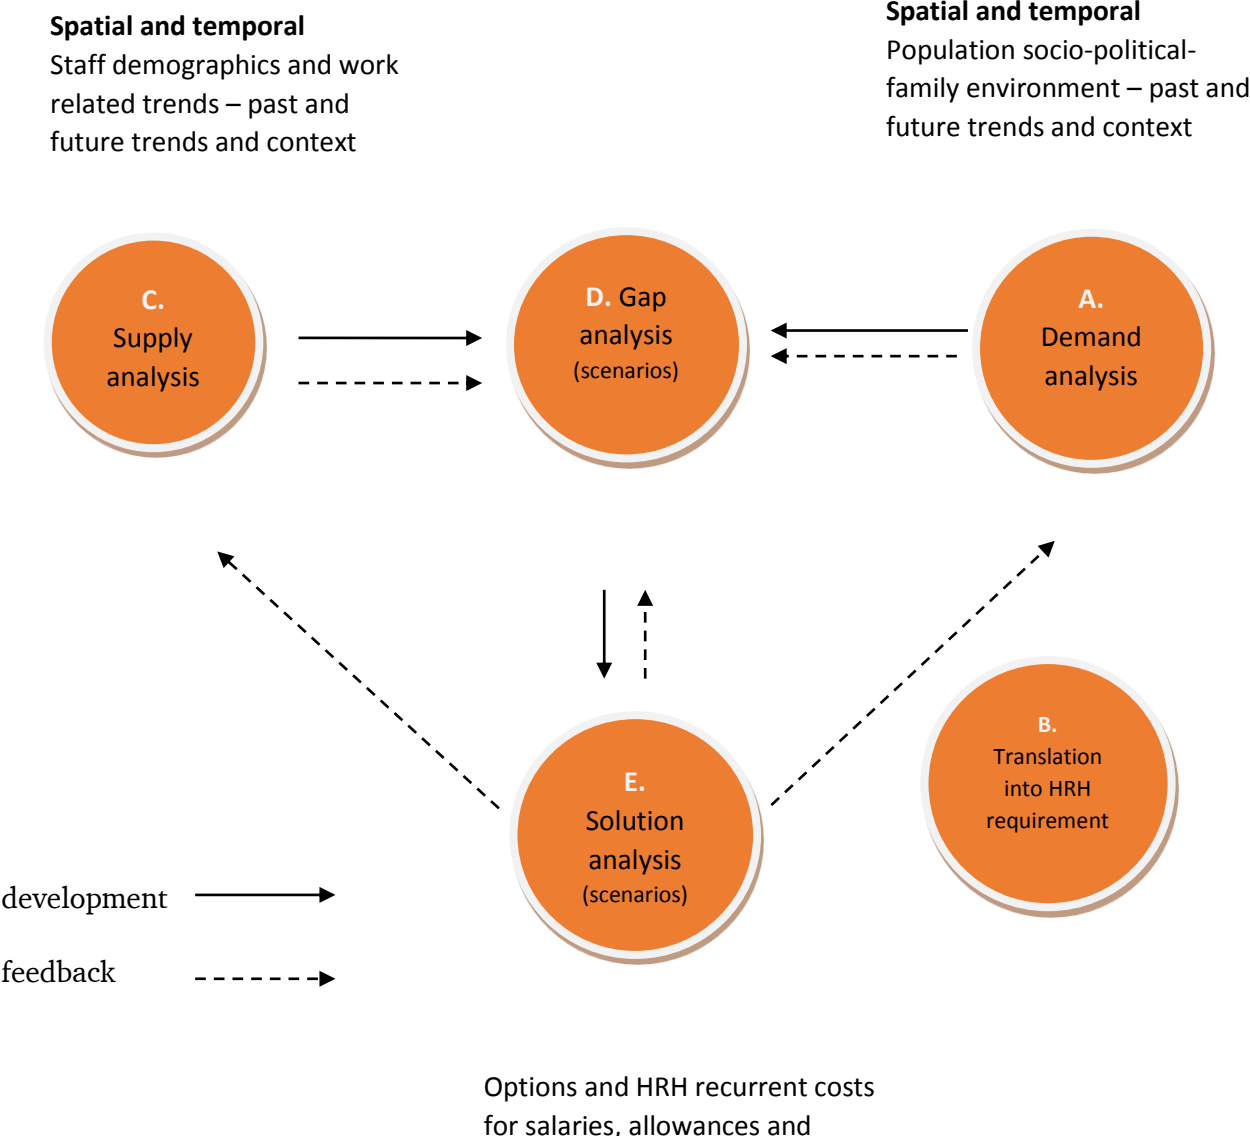 Spatial and temporal
Staff demographics and work
related trends – past and
future trends and context
Spatial and temporal
Population socio-political-
family environment – past and
future trends and context
C.
Supply
analysis
D. Gap
analysis
(scenarios)
A.
Demand
analysis
E.
Solution
analysis
(scenarios)
B.
Translation
into HRH
requirement
development
feedback
Options and HRH recurrent costs
for salaries, allowances and